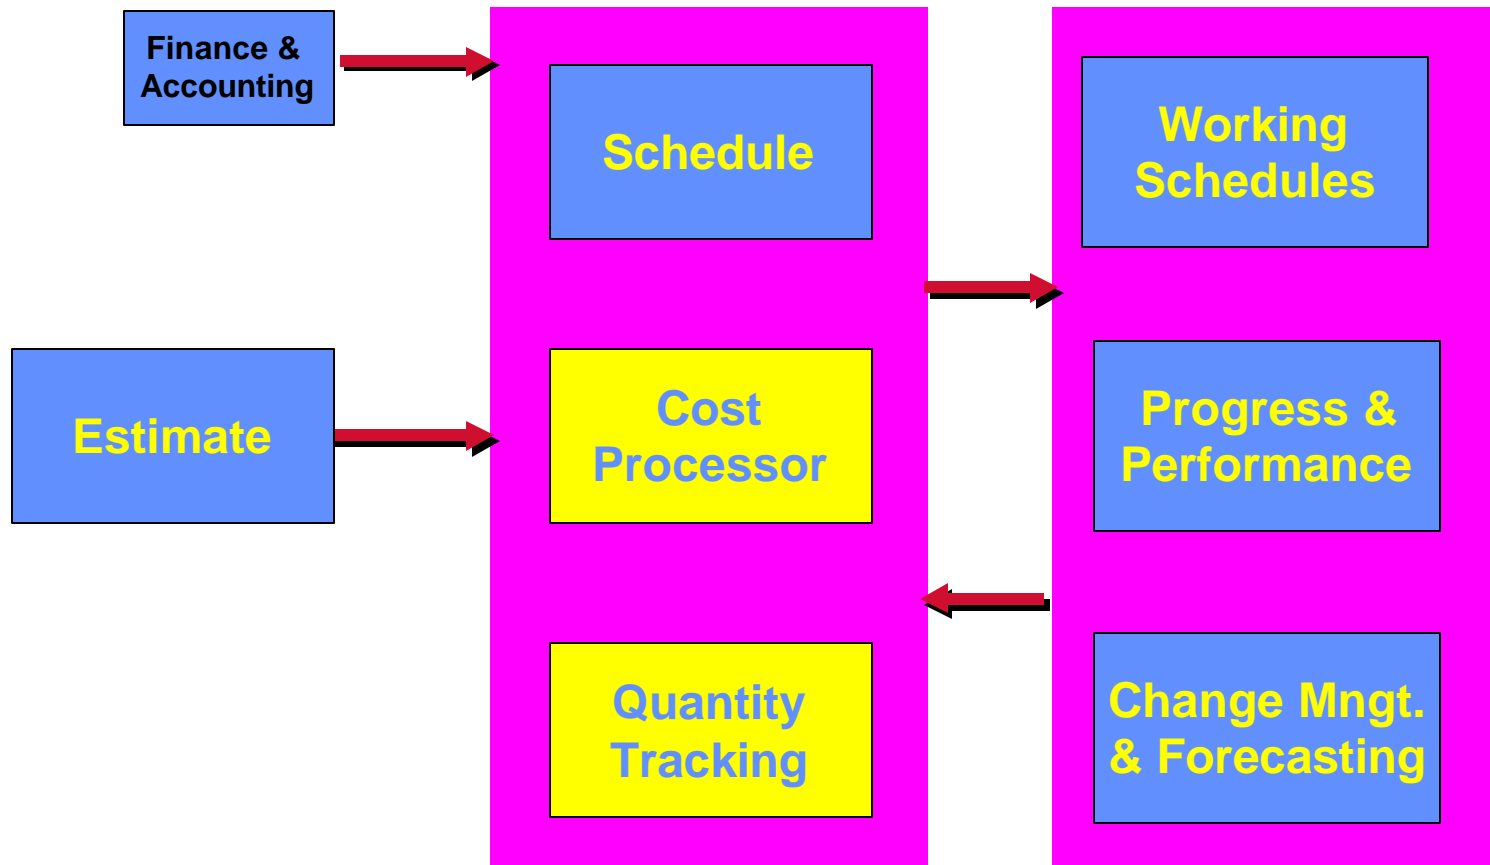 Finance &
Accounting
Schedule
Working
Schedules
Estimate
Cost
Processor
Progress &
Performance
Quantity
Tracking
Change Mngt.
& Forecasting